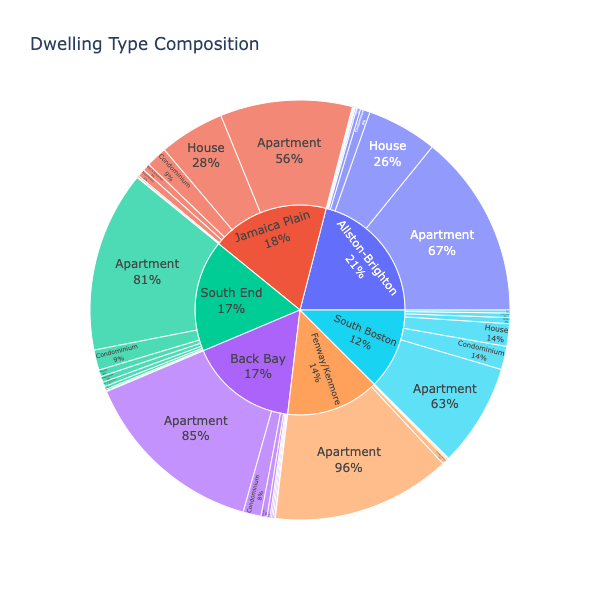 Dwelling Type Composition
Allston-Brighton
21%
Apartment
67%
House
26%
Jamaica Plain
18%
Apartment
56%
House
28%
Condominium
9%
South End
17%
Apartment
81%
Condominium
9%
Back Bay
17%
Apartment
85%
Condominium
8%
Fenway/Kenmore
14%
Apartment
96%
South Boston
12%
Apartment
63%
Condominium
14%
House
14%